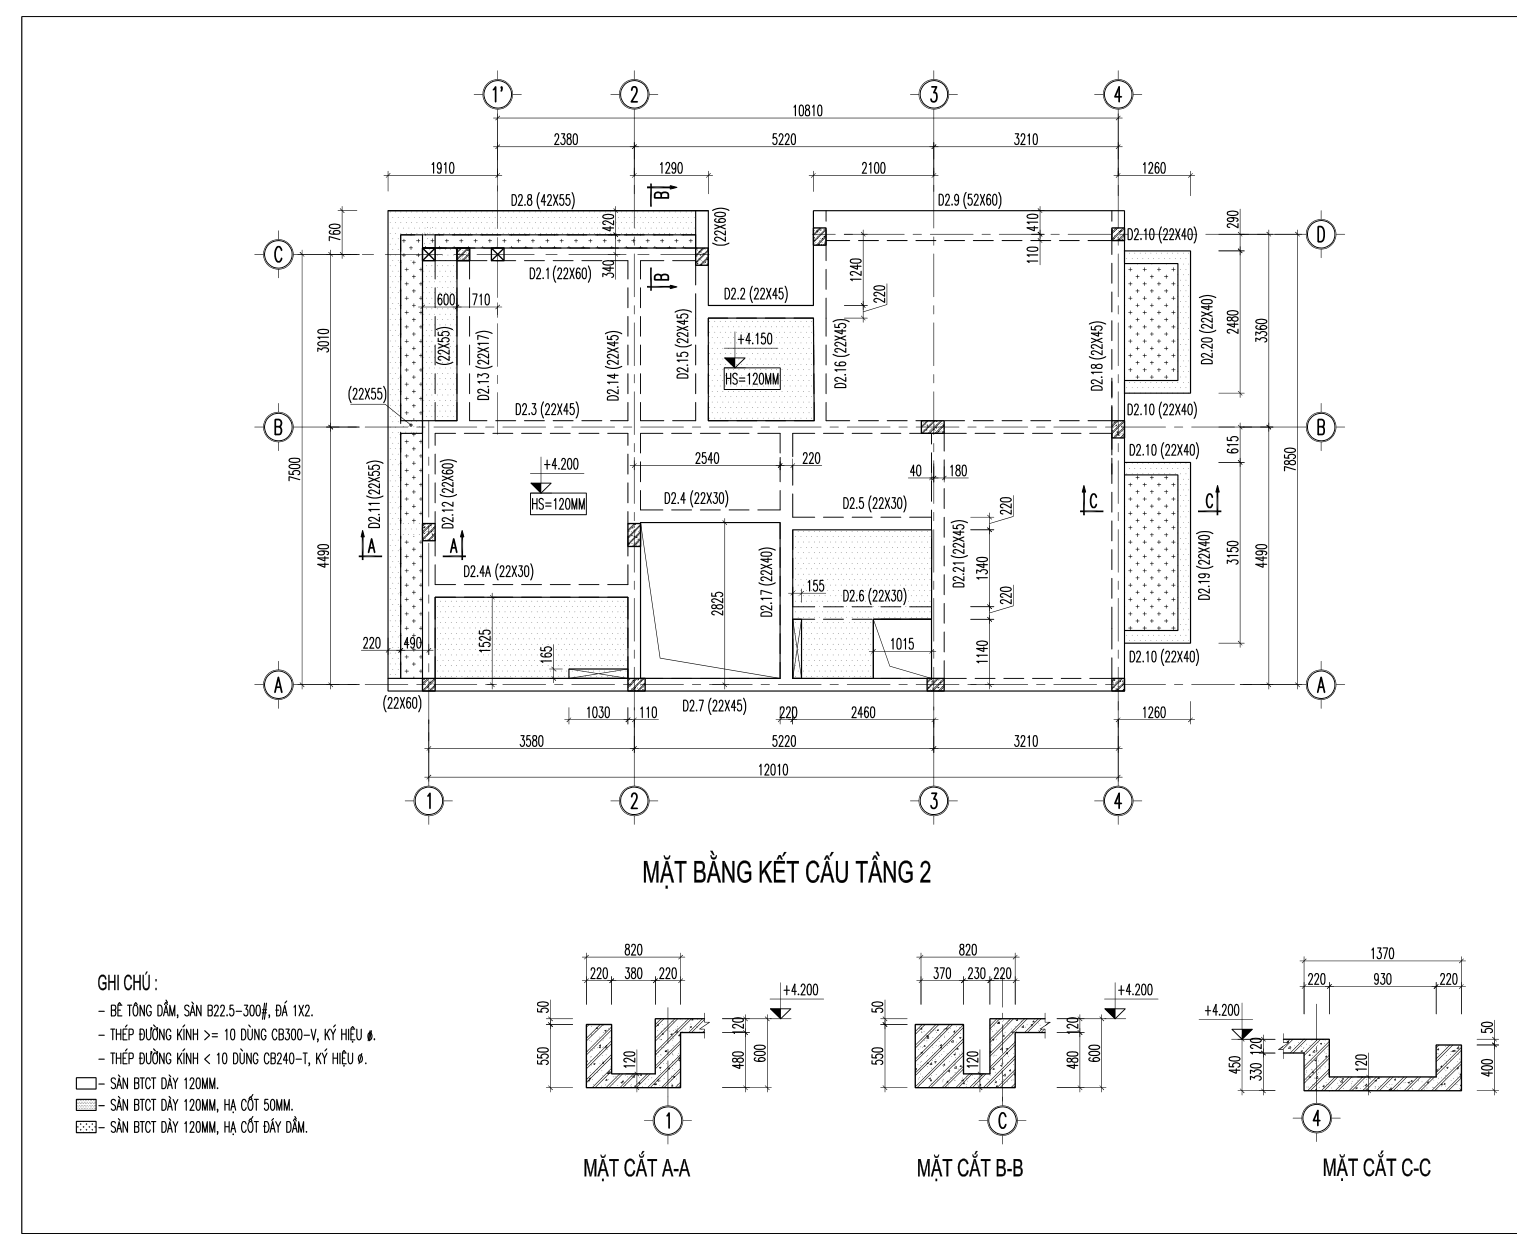 1' 2 3 4
10810
2380 5220 3210
1910 1290 2100 1260
D2.8 (42X55) B D2.9 (52X60)
760 420 (22X60) 410 290
C D2.10 (22X40) D
340 D2.1 (22X60) B 1240 110
600 710 D2.2 (22X45) 220
3010 (22X55) D2.13 (22X17) D2.14 (22X45) D2.15 (22X45) +4.150 D2.16 (22X45) D2.18 (22X45) D2.20 (22X40) 2480 3360
HS=120MM
(22X55) D2.3 (22X45) D2.10 (22X40)
B B
7500 615 7850
+4.200 2540 220 40 180 D2.10 (22X40)
D2.11 (22X55) D2.12 (22X60) HS=120MM D2.4 (22X30) D2.5 (22X30) 220 C C
A A
4490 D2.4A (22X30) 2825 D2.17 (22X40) 155 D2.6 (22X30) D2.21 (22X45) 1340 220 D2.19 (22X40) 3150 4490
220 490 1525 165 1015 1140 D2.10 (22X40)
A A
(22X60) D2.7 (22X45)
1030 110 220 2460 1260
3580 5220 3210
12010
1 2 3 4
MẶT BẰNG KẾT CẤU TẦNG 2
GHI CHÚ :
- BÊ TÔNG DẦM, SÀN B22.5-300#, ĐÁ 1X2.
- THÉP ĐƯỜNG KÍNH >= 10 DÙNG CB300-V, KÝ HIỆU ø.
- THÉP ĐƯỜNG KÍNH < 10 DÙNG CB240-T, KÝ HIỆU ø.
- SÀN BTCT DÀY 120MM.
- SÀN BTCT DÀY 120MM, HẠ CỐT 50MM.
- SÀN BTCT DÀY 120MM, HẠ CỐT ĐÁY DẦM.
820
220 380 220
+4.200
50 550 120 120 480 600
1
MẶT CẮT A-A
820
370 230 220
+4.200
50 550 120 120 480 600
C
MẶT CẮT B-B
1370
220 930 220
+4.200
450 120 330 120 50 400
4
MẶT CẮT C-C